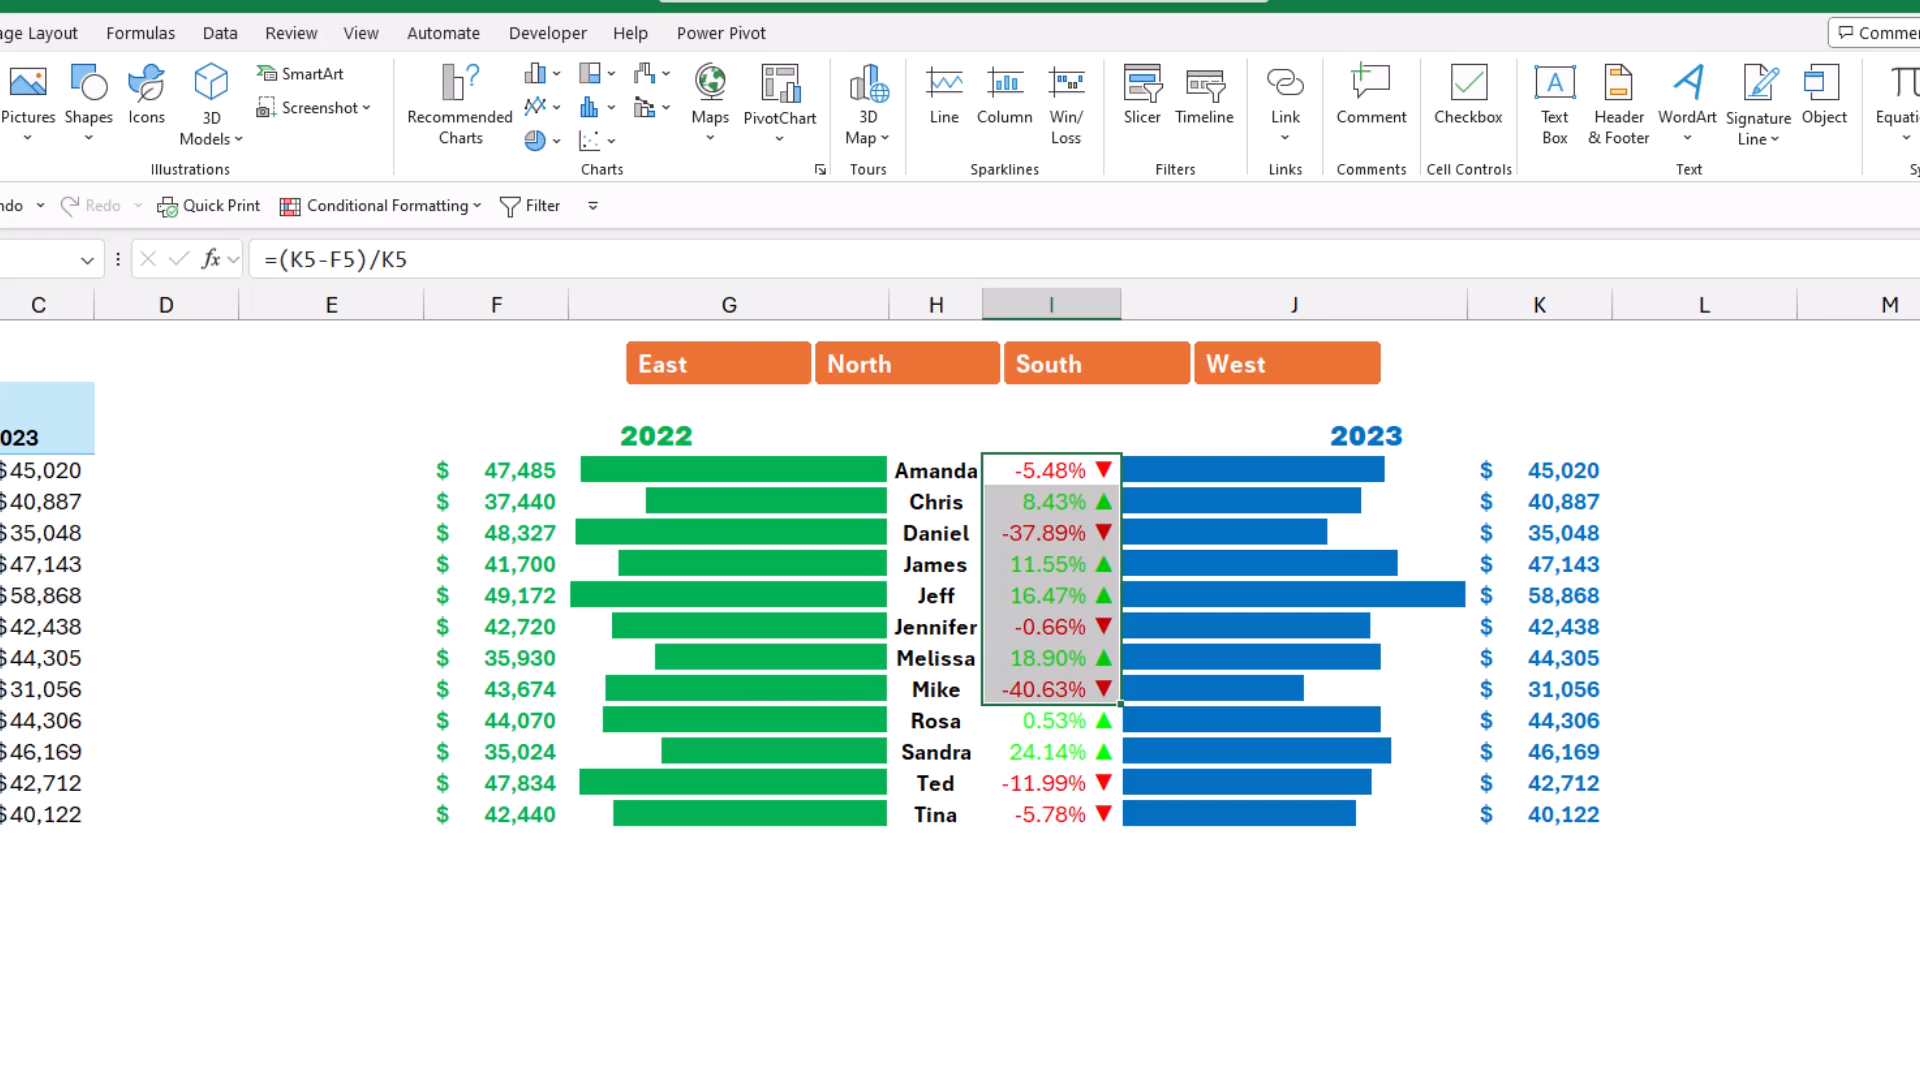 age Layout Formulas Data Review View Automate Developer Help Power Pivot Commer
Pictures Shapes Icons 3D Models SmartArt Screenshot
Recommended Charts Maps PivotChart 3D Map Line Column Win/ Loss Slicer Timeline Link Comment Checkbox Text Box Header & Footer WordArt Signature Line Object Equati
Illustrations Charts Tours Sparklines Filters Links Comments Cell Controls Text Sy
ndo Redo Quick Print Conditional Formatting Filter
fx =(K5-F5)/K5
C D E F G H I J K L M
East North South West
023 2022 2023
$45,020 $ 47,485 Amanda -5.48% ▼ $ 45,020
$40,887 $ 37,440 Chris 8.43% ▲ $ 40,887
$35,048 $ 48,327 Daniel -37.89% ▼ $ 35,048
$47,143 $ 41,700 James 11.55% ▲ $ 47,143
$58,868 $ 49,172 Jeff 16.47% ▲ $ 58,868
$42,438 $ 42,720 Jennifer -0.66% ▼ $ 42,438
$44,305 $ 35,930 Melissa 18.90% ▲ $ 44,305
$31,056 $ 43,674 Mike -40.63% ▼ $ 31,056
$44,306 $ 44,070 Rosa 0.53% ▲ $ 44,306
$46,169 $ 35,024 Sandra 24.14% ▲ $ 46,169
$42,712 $ 47,834 Ted -11.99% ▼ $ 42,712
$40,122 $ 42,440 Tina -5.78% ▼ $ 40,122